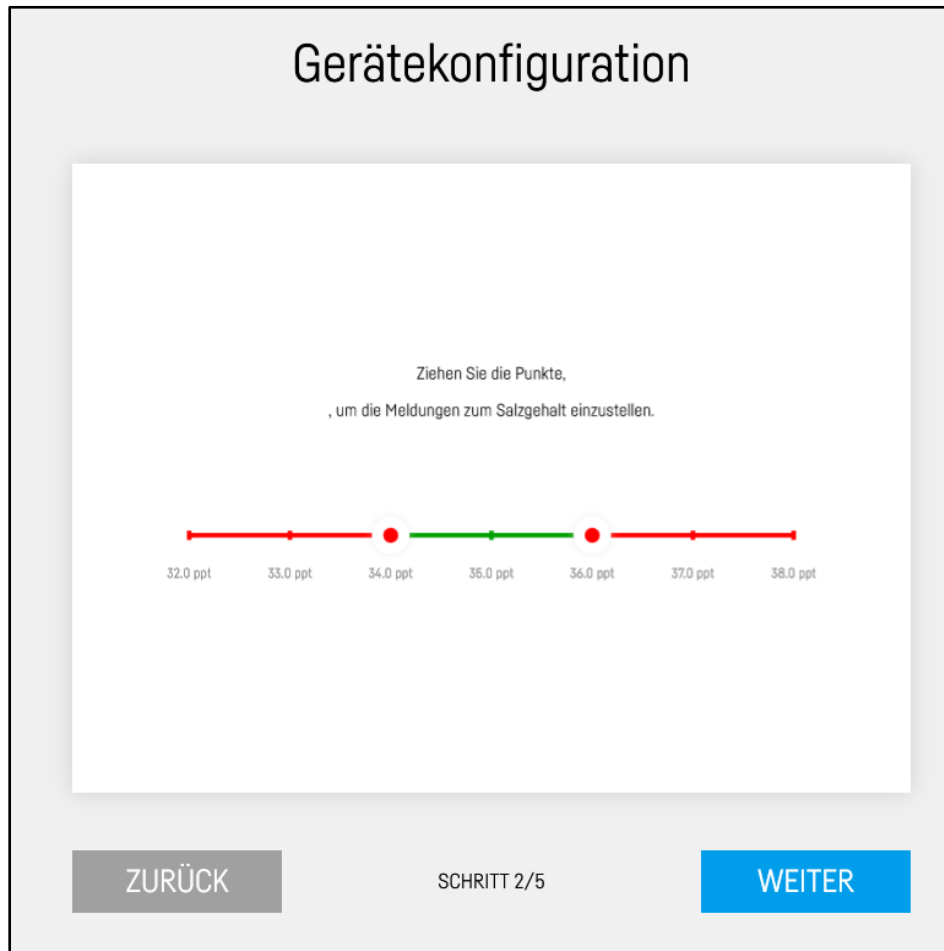 Gerätekonfiguration
Ziehen Sie die Punkte,
, um die Meldungen zum Salzgehalt einzustellen.
32.0 ppt 33.0 ppt 34.0 ppt 35.0 ppt 36.0 ppt 37.0 ppt 38.0 ppt
ZURÜCK SCHRITT 2/5 WEITER